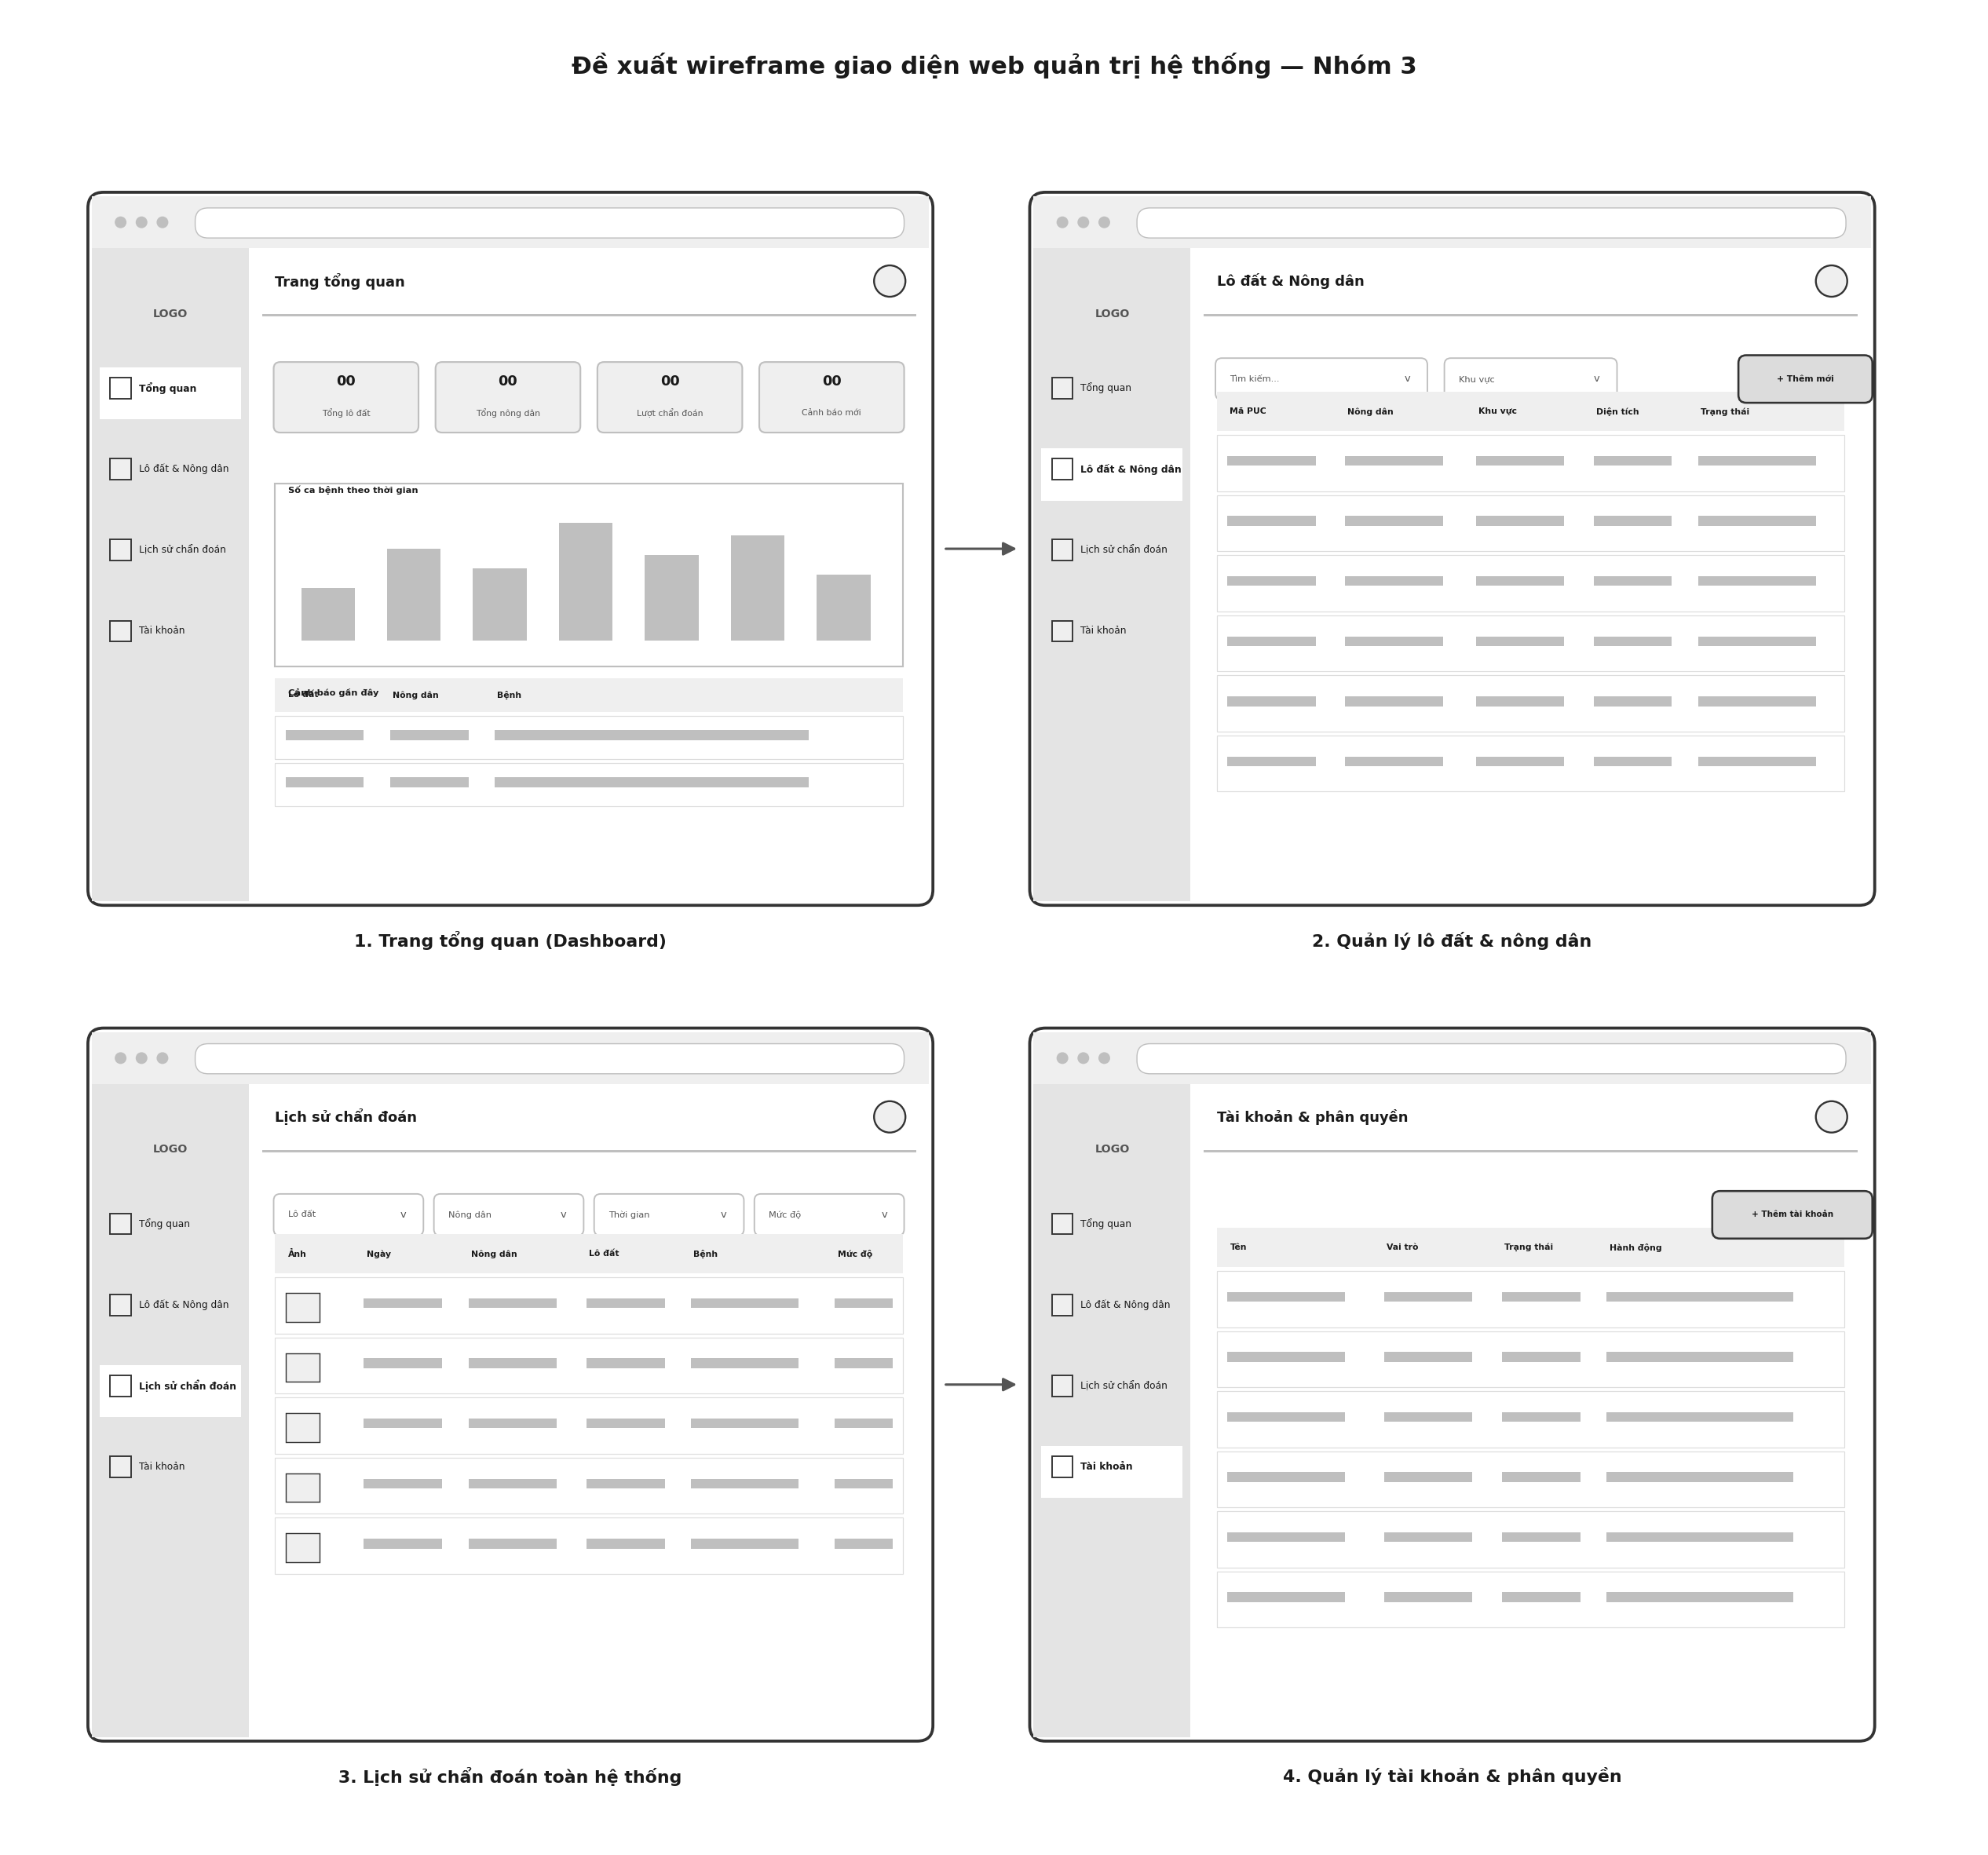 Đề xuất wireframe giao diện web quản trị hệ thống — Nhóm 3
Trang tổng quan
LOGO
Tổng quan
Lô đất & Nông dân
Lịch sử chẩn đoán
Tài khoản
00
Tổng lô đất
00
Tổng nông dân
00
Lượt chẩn đoán
00
Cảnh báo mới
Số ca bệnh theo thời gian
Cảnh báo gần đây
Lô đất
Nông dân
Bệnh
1. Trang tổng quan (Dashboard)
Lô đất & Nông dân
LOGO
Tổng quan
Lô đất & Nông dân
Lịch sử chẩn đoán
Tài khoản
Tìm kiếm... v
Khu vực v
+ Thêm mới
Mã PUC
Nông dân
Khu vực
Diện tích
Trạng thái
2. Quản lý lô đất & nông dân
Lịch sử chẩn đoán
LOGO
Tổng quan
Lô đất & Nông dân
Lịch sử chẩn đoán
Tài khoản
Lô đất v
Nông dân v
Thời gian v
Mức độ v
Ảnh
Ngày
Nông dân
Lô đất
Bệnh
Mức độ
3. Lịch sử chẩn đoán toàn hệ thống
Tài khoản & phân quyền
LOGO
Tổng quan
Lô đất & Nông dân
Lịch sử chẩn đoán
Tài khoản
+ Thêm tài khoản
Tên
Vai trò
Trạng thái
Hành động
4. Quản lý tài khoản & phân quyền